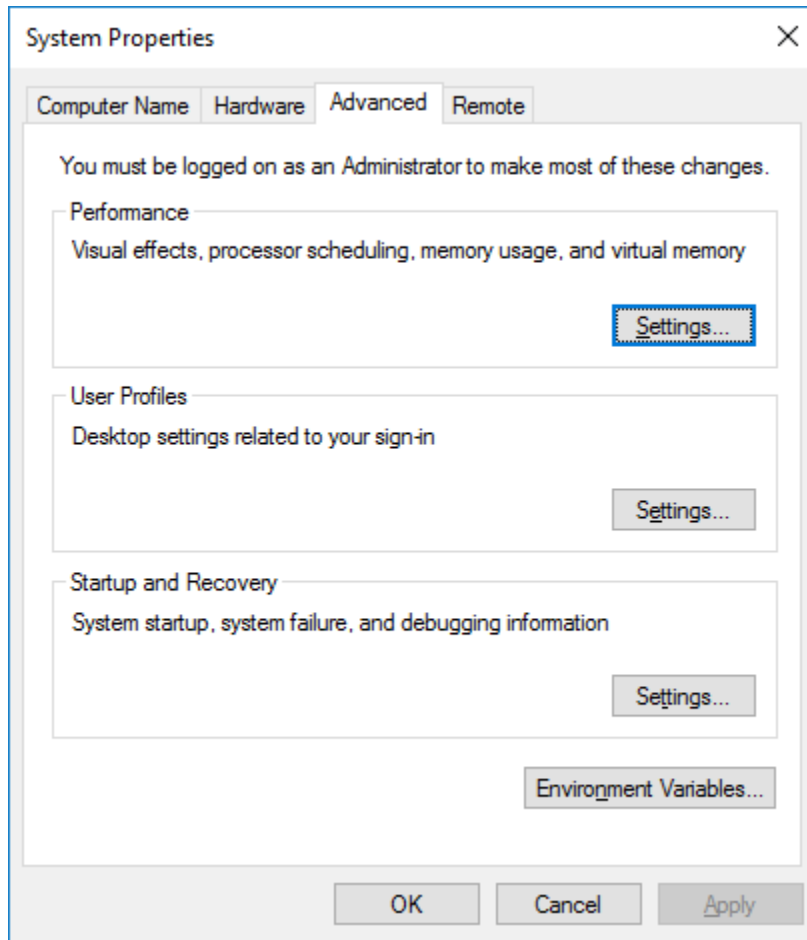 System Properties
Computer Name Hardware Advanced Remote
You must be logged on as an Administrator to make most of these changes.
Performance
Visual effects, processor scheduling, memory usage, and virtual memory
Settings...
User Profiles
Desktop settings related to your sign-in
Settings...
Startup and Recovery
System startup, system failure, and debugging information
Settings...
Environment Variables...
OK Cancel Apply